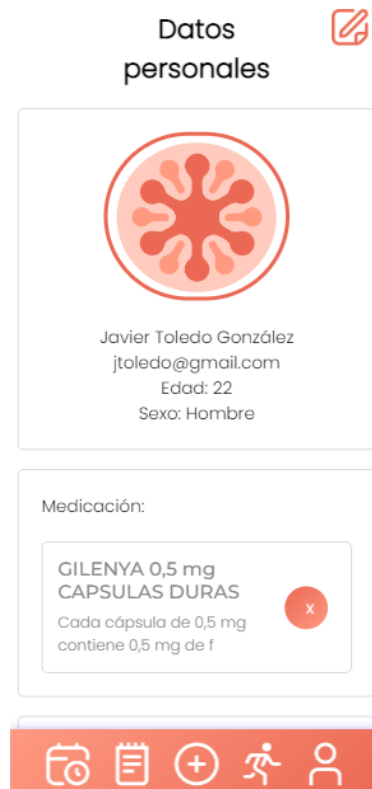 Datos
personales
Javier Toledo González
jtoledo@gmail.com
Edad: 22
Sexo: Hombre
Medicación:
GILENYA 0,5 mg
CAPSULAS DURAS
Cada cápsula de 0,5 mg
contiene 0,5 mg de f
x